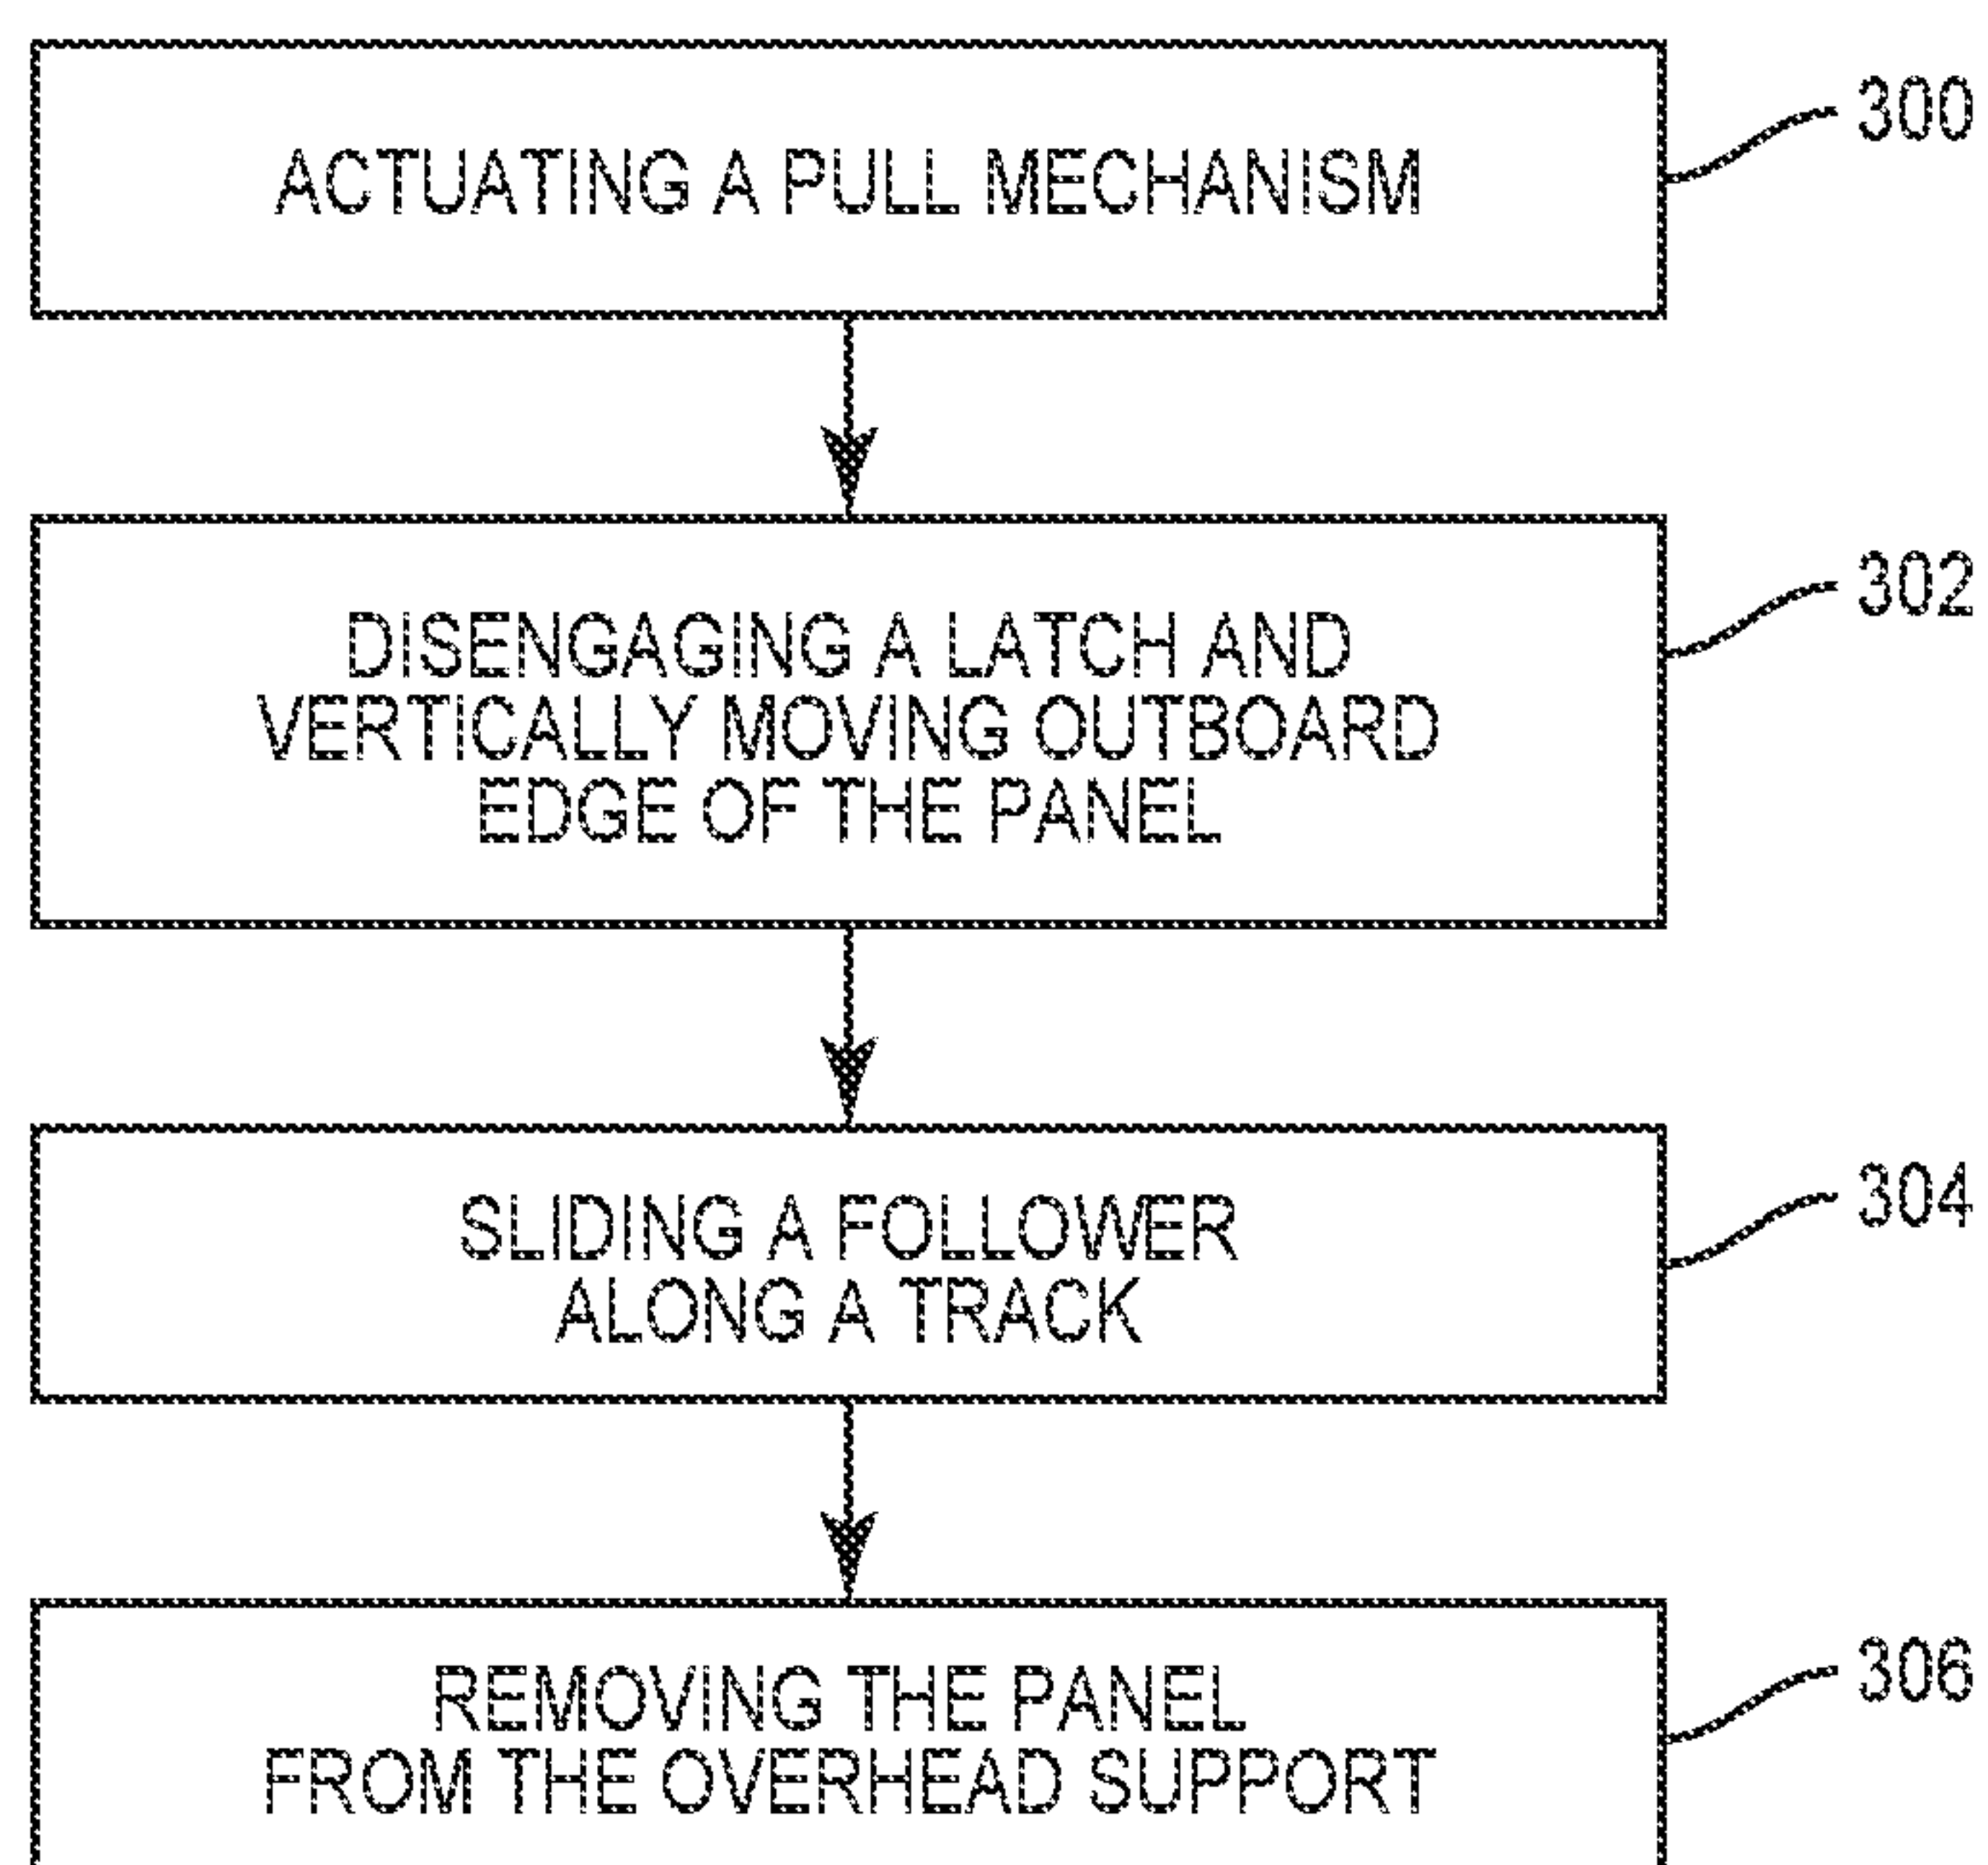 ACTUATING A PULL MECHANISM
300
DISENGAGING A LATCH AND
VERTICALLY MOVING OUTBOARD
EDGE OF THE PANEL
302
SLIDING A FOLLOWER
ALONG A TRACK
304
REMOVING THE PANEL
FROM THE OVERHEAD SUPPORT
306